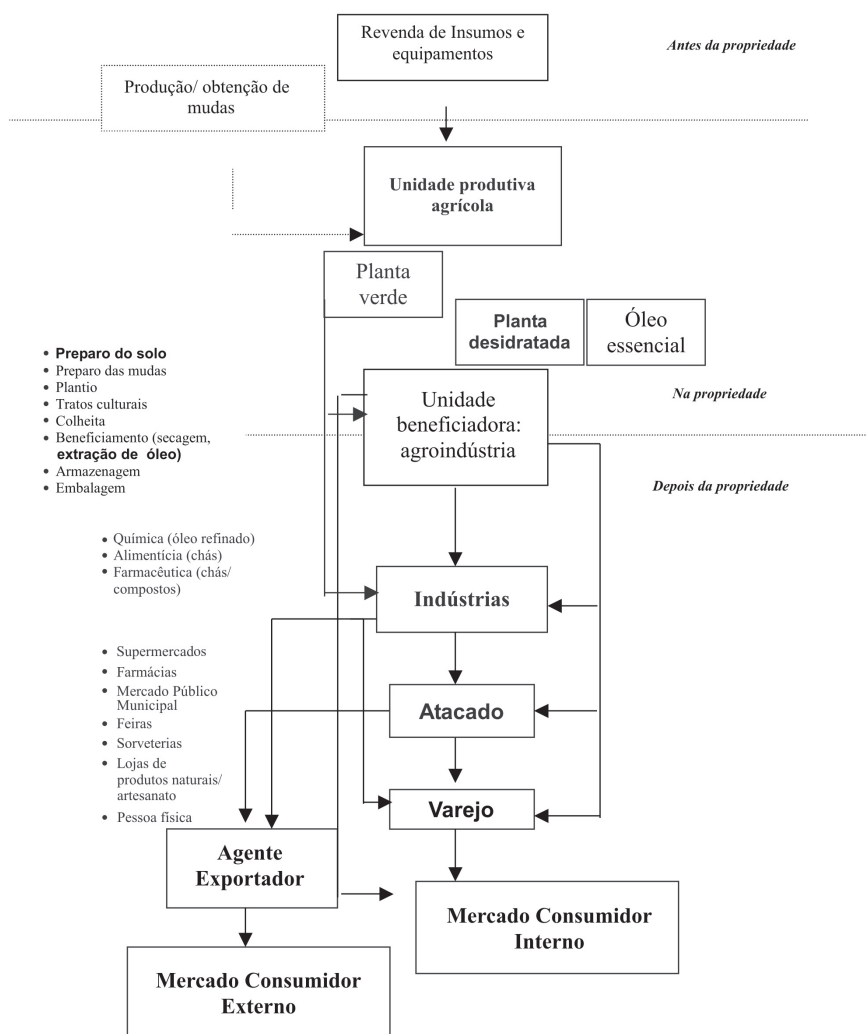 Revenda de Insumos e
equipamentos
Antes da propriedade
Produção/ obtenção de
mudas
Unidade produtiva
agrícola
Planta
verde
Planta
desidratada
Óleo
essencial
• Preparo do solo
• Preparo das mudas
• Plantio
• Tratos culturais
• Colheita
• Beneficiamento (secagem,
extração de óleo)
• Armazenagem
• Embalagem
Unidade
beneficiadora:
agroindústria
Na propriedade
Depois da propriedade
• Química (óleo refinado)
• Alimentícia (chás)
• Farmacêutica (chás/
compostos)
Indústrias
• Supermercados
• Farmácias
• Mercado Público
Municipal
• Feiras
• Sorveterias
• Lojas de
produtos naturais/
artesanato
• Pessoa física
Atacado
Varejo
Agente
Exportador
Mercado Consumidor
Interno
Mercado Consumidor
Externo